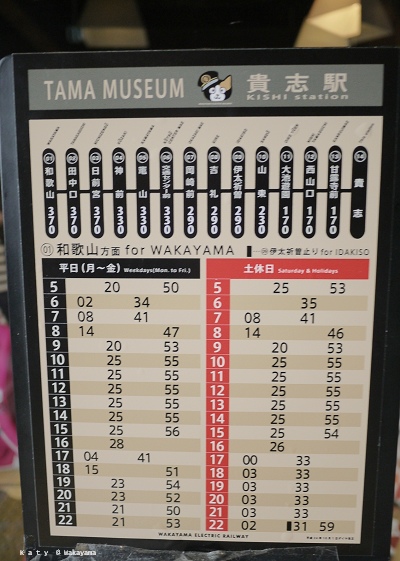 TAMA MUSEUM 貴志駅
KISHI station
01 02 03 04 05 06 07 08 09 10 11 12 13 14
和歌山 田中口 日前宮 神前 竈山 交通センター前 岡崎前 吉礼 伊太祈曽 山東 大池遊園 西山口 甘露寺前 貴志
370 370 370 330 330 330 290 290 290 230 170 170 170
01 和歌山方面 for WAKAYAMA 伊太祈曽止り for IDAKISO
平日(月〜金) Weekdays(Mon. to Fri.) 土休日 Saturday & Holidays
5 20 50 5 25 53
6 02 34 6 35
7 08 41 7 08 41
8 14 47 8 14 46
9 20 53 9 20 53
10 25 55 10 25 55
11 25 55 11 25 55
12 25 55 12 25 55
13 25 55 13 25 55
14 25 55 14 25 55
15 25 56 15 25 54
16 28 16 26
17 04 41 17 00 33
18 15 51 18 03 33
19 23 54 19 03 33
20 23 52 20 03 33
21 21 50 21 03 33
22 21 53 22 02 31 59
WAKAYAMA ELECTRIC RAILWAY
Katy @ Wakayama